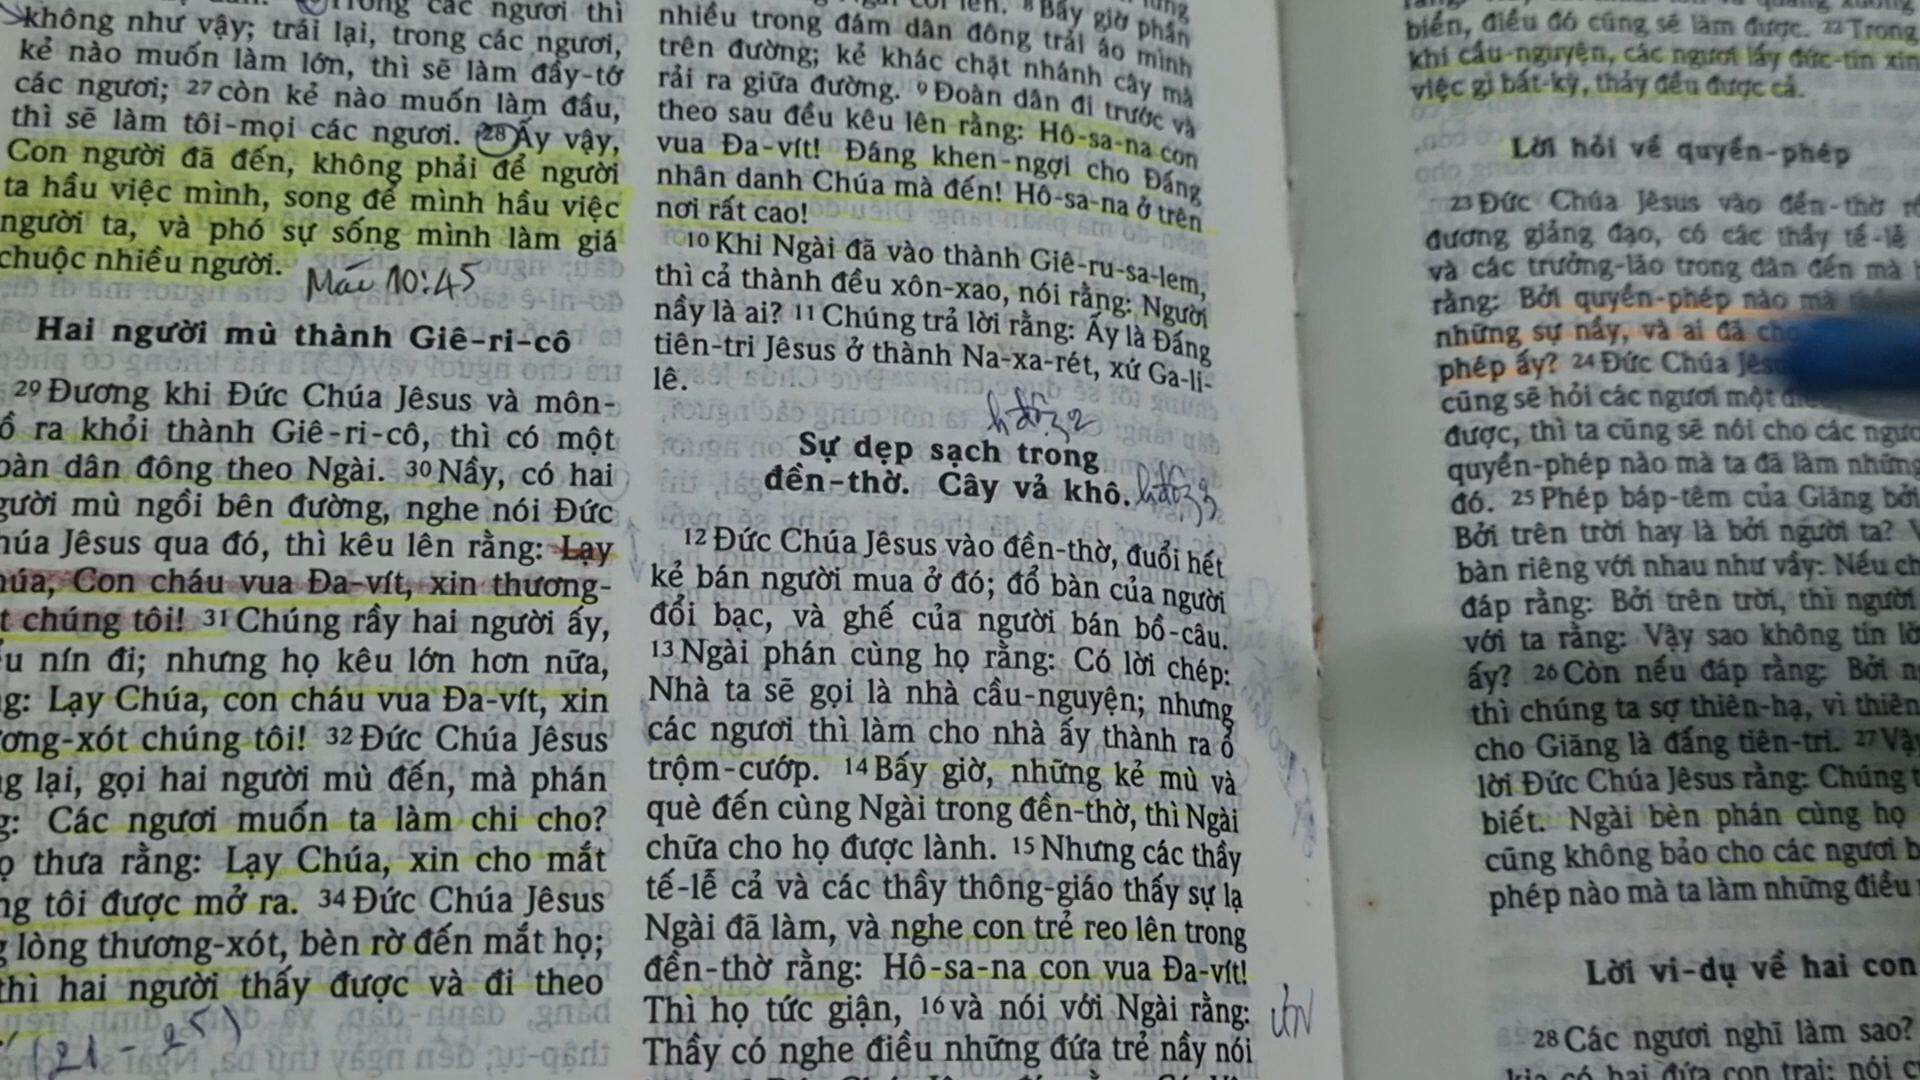 Trong các ngươi thì
không như vậy; trái lại, trong các ngươi,
kẻ nào muốn làm lớn, thì sẽ làm đầy-tớ
các ngươi; 27 còn kẻ nào muốn làm đầu,
thì sẽ làm tôi-mọi các ngươi. 28 Ấy vậy,
Con người đã đến, không phải để người
ta hầu việc mình, song để mình hầu việc
người ta, và phó sự sống mình làm giá
chuộc nhiều người. Mác 10:45
Hai người mù thành Giê-ri-cô
29 Đương khi Đức Chúa Jêsus và môn-
ra khỏi thành Giê-ri-cô, thì có một
dân đông theo Ngài. 30 Nầy, có hai
mù ngồi bên đường, nghe nói Đức
Jêsus qua đó, thì kêu lên rằng: Lạy
Con cháu vua Đa-vít, xin thương-
chúng tôi! 31 Chúng rầy hai người ấy,
nín đi; nhưng họ kêu lớn hơn nữa,
Lạy Chúa, con cháu vua Đa-vít, xin
xót chúng tôi! 32 Đức Chúa Jêsus
lại, gọi hai người mù đến, mà phán
Các ngươi muốn ta làm chi cho?
thưa rằng: Lạy Chúa, xin cho mắt
tôi được mở ra. 34 Đức Chúa Jêsus
lòng thương-xót, bèn rờ đến mắt họ;
thì hai người thấy được và đi theo
(21 - 25)
8 Bấy giờ phần
nhiều trong đám dân đông trải áo mình
trên đường; kẻ khác chặt nhánh cây mà
rải ra giữa đường. 9 Đoàn dân đi trước và
theo sau đều kêu lên rằng: Hô-sa-na con
vua Đa-vít! Đáng khen-ngợi cho Đấng
nhân danh Chúa mà đến! Hô-sa-na ở trên
nơi rất cao!
10 Khi Ngài đã vào thành Giê-ru-sa-lem,
thì cả thành đều xôn-xao, nói rằng: Người
nầy là ai? 11 Chúng trả lời rằng: Ấy là Đấng
tiên-tri Jêsus ở thành Na-xa-rét, xứ Ga-li-
lê.
Sự dẹp sạch trong
đền-thờ. Cây vả khô.
12 Đức Chúa Jêsus vào đền-thờ, đuổi hết
kẻ bán người mua ở đó; đổ bàn của người
đổi bạc, và ghế của người bán bồ-câu.
13 Ngài phán cùng họ rằng: Có lời chép:
Nhà ta sẽ gọi là nhà cầu-nguyện; nhưng
các ngươi thì làm cho nhà ấy thành ra ổ
trộm-cướp. 14 Bấy giờ, những kẻ mù và
què đến cùng Ngài trong đền-thờ, thì Ngài
chữa cho họ được lành. 15 Nhưng các thầy
tế-lễ cả và các thầy thông-giáo thấy sự lạ
Ngài đã làm, và nghe con trẻ reo lên trong
đền-thờ rằng: Hô-sa-na con vua Đa-vít!
Thì họ tức giận, 16 và nói với Ngài rằng:
Thầy có nghe điều những đứa trẻ nầy nói
biển, điều đó cũng sẽ làm được. 22 Trong
khi cầu-nguyện, các ngươi lấy đức-tin xin
việc gì bất-kỳ, thảy đều được cả.
Lời hỏi về quyền-phép
23 Đức Chúa Jêsus vào đền-thờ
đương giảng đạo, có các thầy tế-lễ
và các trưởng-lão trong dân đến mà
rằng: Bởi quyền-phép nào mà
những sự nầy, và ai đã cho
phép ấy? 24 Đức Chúa
cũng sẽ hỏi các ngươi một
được, thì ta cũng sẽ nói cho các
quyền-phép nào mà ta đã làm những
đó. 25 Phép báp-têm của Giăng bởi
Bởi trên trời hay là bởi người ta?
bàn riêng với nhau như vầy: Nếu
đáp rằng: Bởi trên trời, thì người
với ta rằng: Vậy sao không tin
ấy? 26 Còn nếu đáp rằng: Bởi
thì chúng ta sợ thiên-hạ, vì thiên
cho Giăng là đấng tiên-tri. 27
lời Đức Chúa Jêsus rằng: Chúng
biết. Ngài bèn phán cùng họ
cũng không bảo cho các ngươi
phép nào mà ta làm những điều
Lời ví-dụ về hai con
28 Các ngươi nghĩ làm sao?
có hai đứa con trai; nói